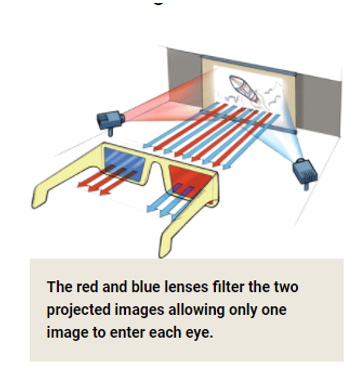 The red and blue lenses filter the two
projected images allowing only one
image to enter each eye.